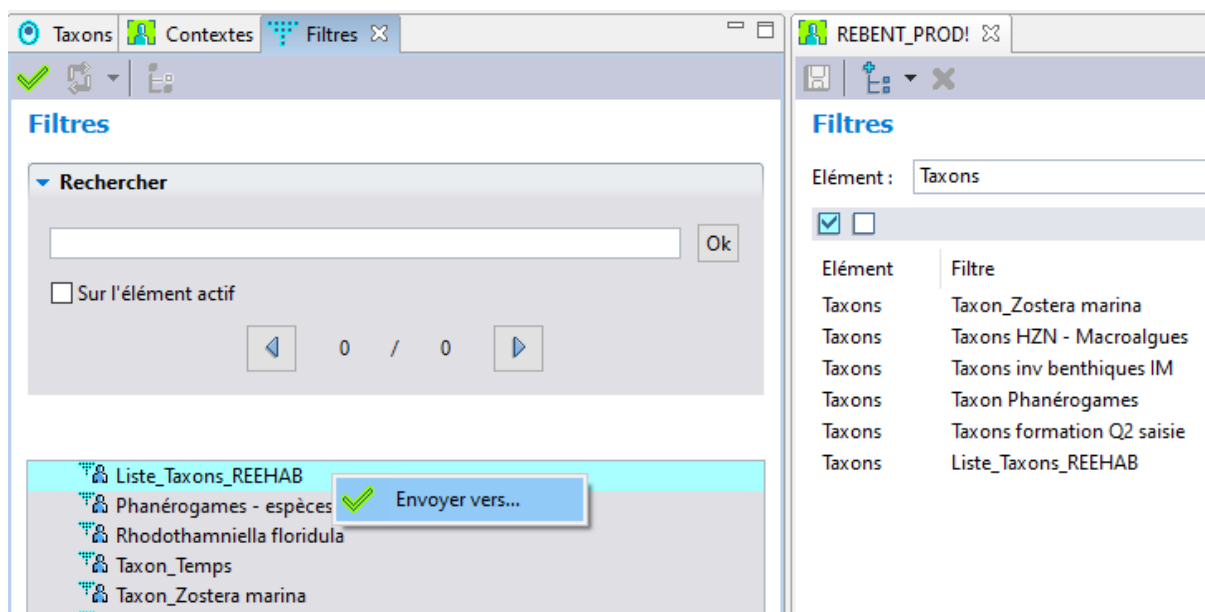 Taxons Contextes Filtres
Filtres
Rechercher
Ok
Sur l'élément actif
0 / 0
Liste_Taxons_REEHAB
Envoyer vers...
Phanérogames - espèces
Rhodothamniella floridula
Taxon_Temps
Taxon_Zostera marina
REBENT_PROD!
Filtres
Elément : Taxons
Elément Filtre
Taxons Taxon_Zostera marina
Taxons Taxons HZN - Macroalgues
Taxons Taxons inv benthiques IM
Taxons Taxon Phanérogames
Taxons Taxons formation Q2 saisie
Taxons Liste_Taxons_REEHAB